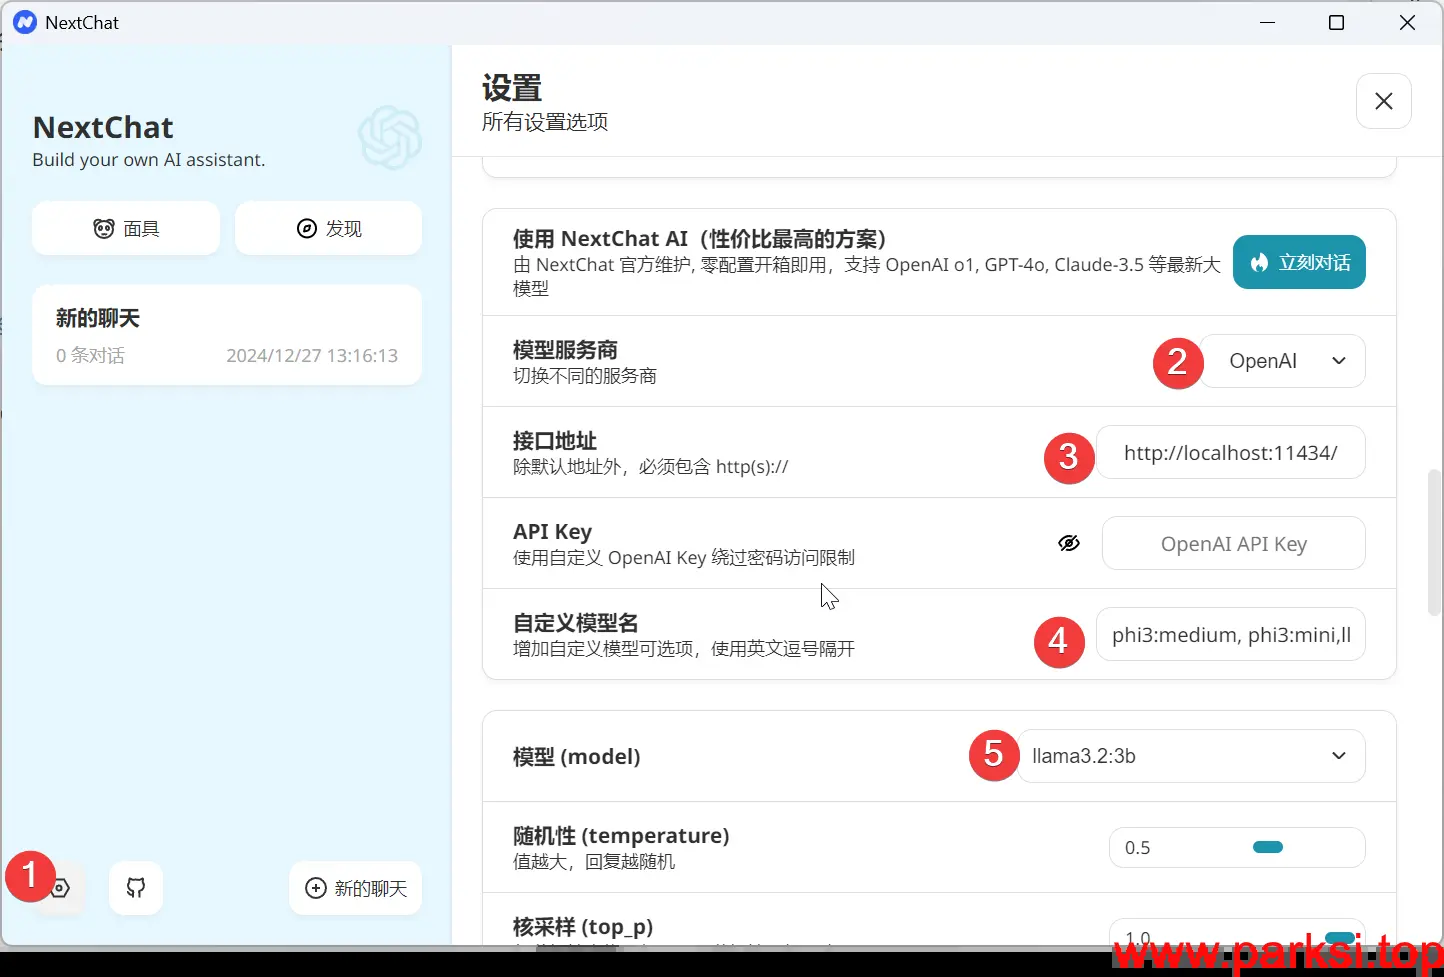 NextChat
NextChat
Build your own AI assistant.
面具
发现
新的聊天
0 条对话
2024/12/27 13:16:13
1
新的聊天
设置
所有设置选项
使用 NextChat AI（性价比最高的方案）
由 NextChat 官方维护, 零配置开箱即用，支持 OpenAI o1, GPT-4o, Claude-3.5 等最新大
模型
立刻对话
模型服务商
切换不同的服务商
2
OpenAI
接口地址
除默认地址外，必须包含 http(s)://
3
http://localhost:11434/
API Key
使用自定义 OpenAI Key 绕过密码访问限制
OpenAI API Key
自定义模型名
增加自定义模型可选项，使用英文逗号隔开
4
phi3:medium, phi3:mini,ll
模型 (model)
5
llama3.2:3b
随机性 (temperature)
值越大，回复越随机
0.5
核采样 (top_p)
1.0
www.parksi.top